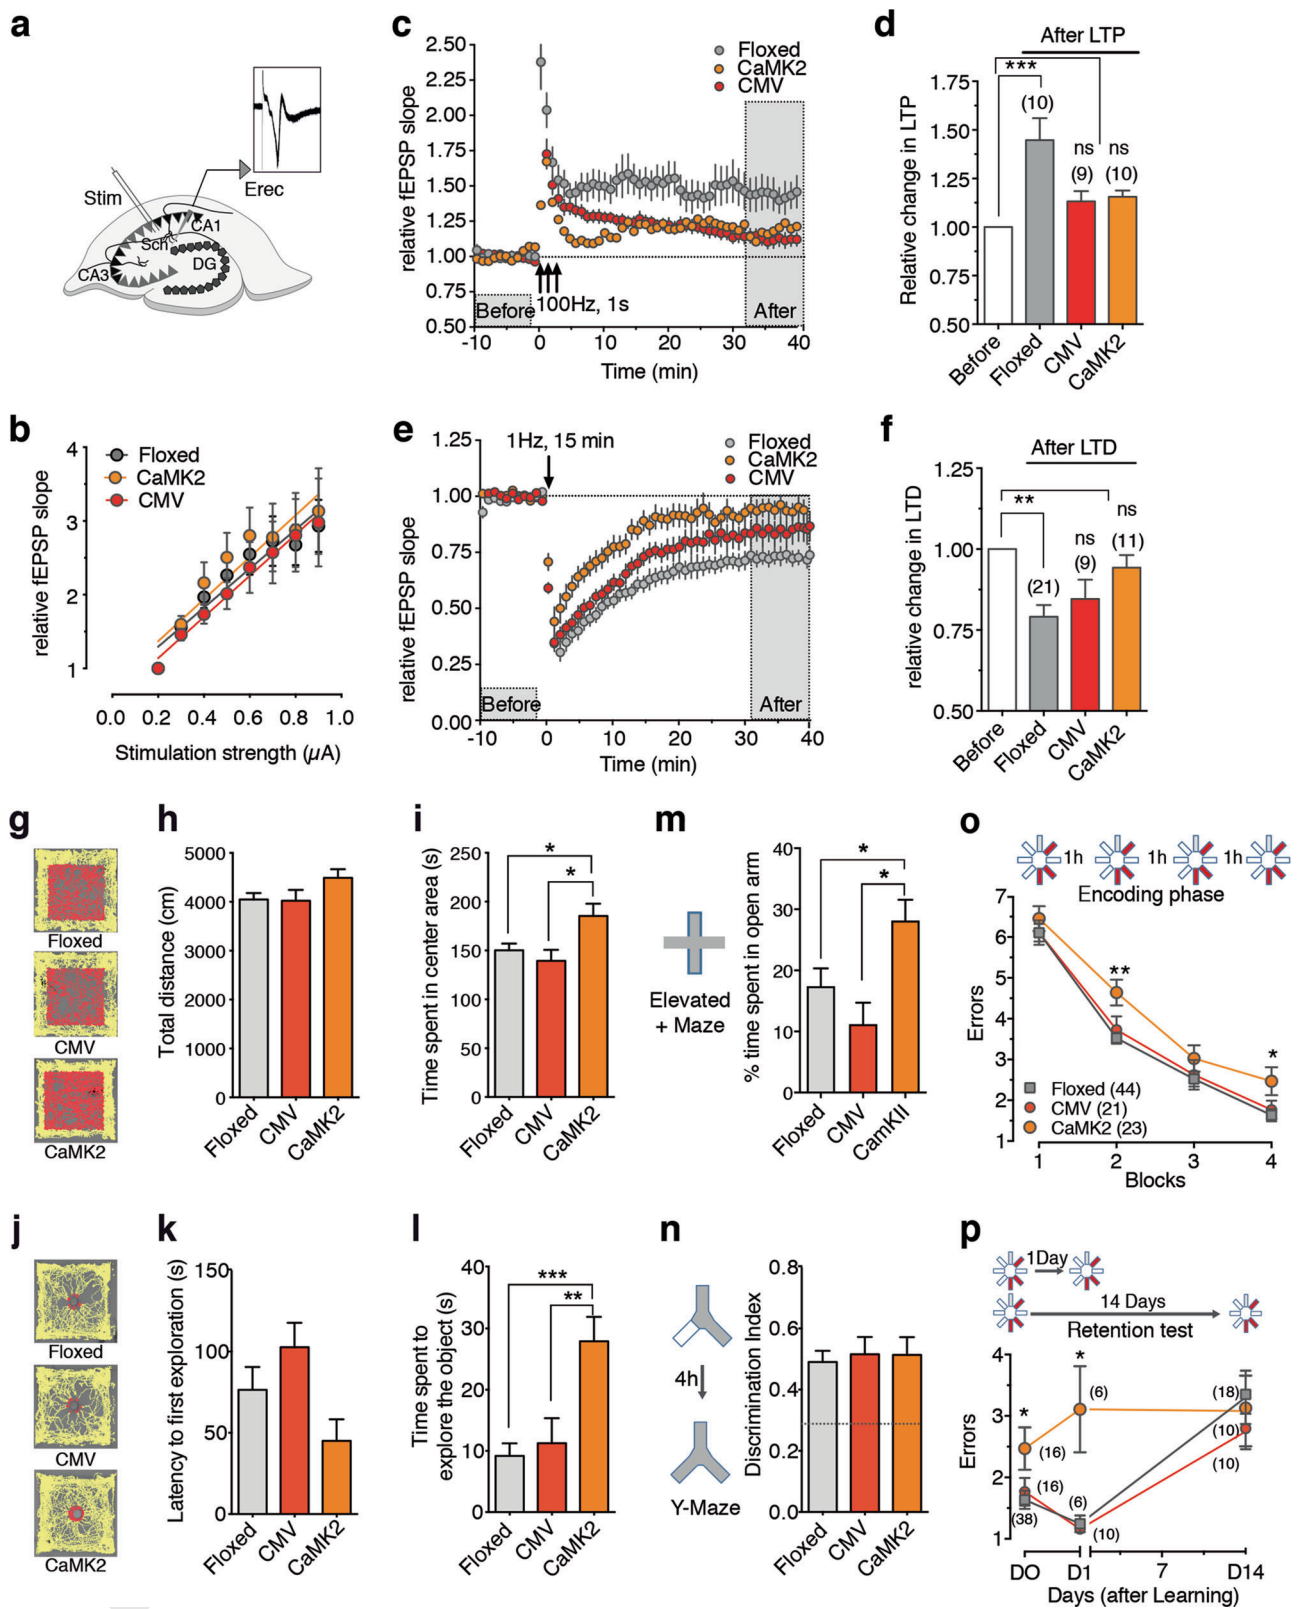 a
Stim
Erec
CA1
Sch
DG
CA3
b
4
3
2
1
relative fEPSP slope
Floxed
CaMK2
CMV
0.0 0.2 0.4 0.6 0.8 1.0
Stimulation strength (µA)
c
2.50
2.25
2.00
1.75
1.50
1.25
1.00
0.75
0.50
relative fEPSP slope
Floxed
CaMK2
CMV
Before
100Hz, 1s
After
-10 0 10 20 30 40
Time (min)
d
After LTP
***
(10)
ns
(9)
ns
(10)
1.75
1.50
1.25
1.00
0.75
0.50
Relative change in LTP
Before
Floxed
CMV
CaMK2
e
1.25
1.00
0.75
0.50
0.25
0.00
relative fEPSP slope
1Hz, 15 min
Floxed
CaMK2
CMV
Before
After
-10 0 10 20 30 40
Time (min)
f
After LTD
**
(21)
ns
(9)
ns
(11)
1.25
1.00
0.75
0.50
relative change in LTD
Before
Floxed
CMV
CaMK2
g
Floxed
CMV
CaMK2
h
5000
4000
3000
2000
1000
0
Total distance (cm)
Floxed
CMV
CaMK2
i
250
200
150
100
50
0
Time spent in center area (s)
*
*
Floxed
CMV
CaMK2
m
Elevated
+ Maze
40
30
20
10
0
% time spent in open arm
*
*
Floxed
CMV
CamKII
o
1h 1h 1h
Encoding phase
7
6
5
4
3
2
1
Errors
**
*
Floxed (44)
CMV (21)
CaMK2 (23)
1 2 3 4
Blocks
j
Floxed
CMV
CaMK2
k
150
100
50
0
Latency to first exploration (s)
Floxed
CMV
CaMK2
l
40
30
20
10
0
Time spent to
explore the object (s)
***
**
Floxed
CMV
CaMK2
n
4h
Y-Maze
0.8
0.6
0.4
0.2
0.0
Discrimination Index
Floxed
CMV
CaMK2
p
1Day
14 Days
Retention test
4
3
2
1
Errors
*
*
(16)
(6)
(18)
(10)
(10)
(16)
(38)
(6)
(10)
DO D1 7 D14
Days (after Learning)